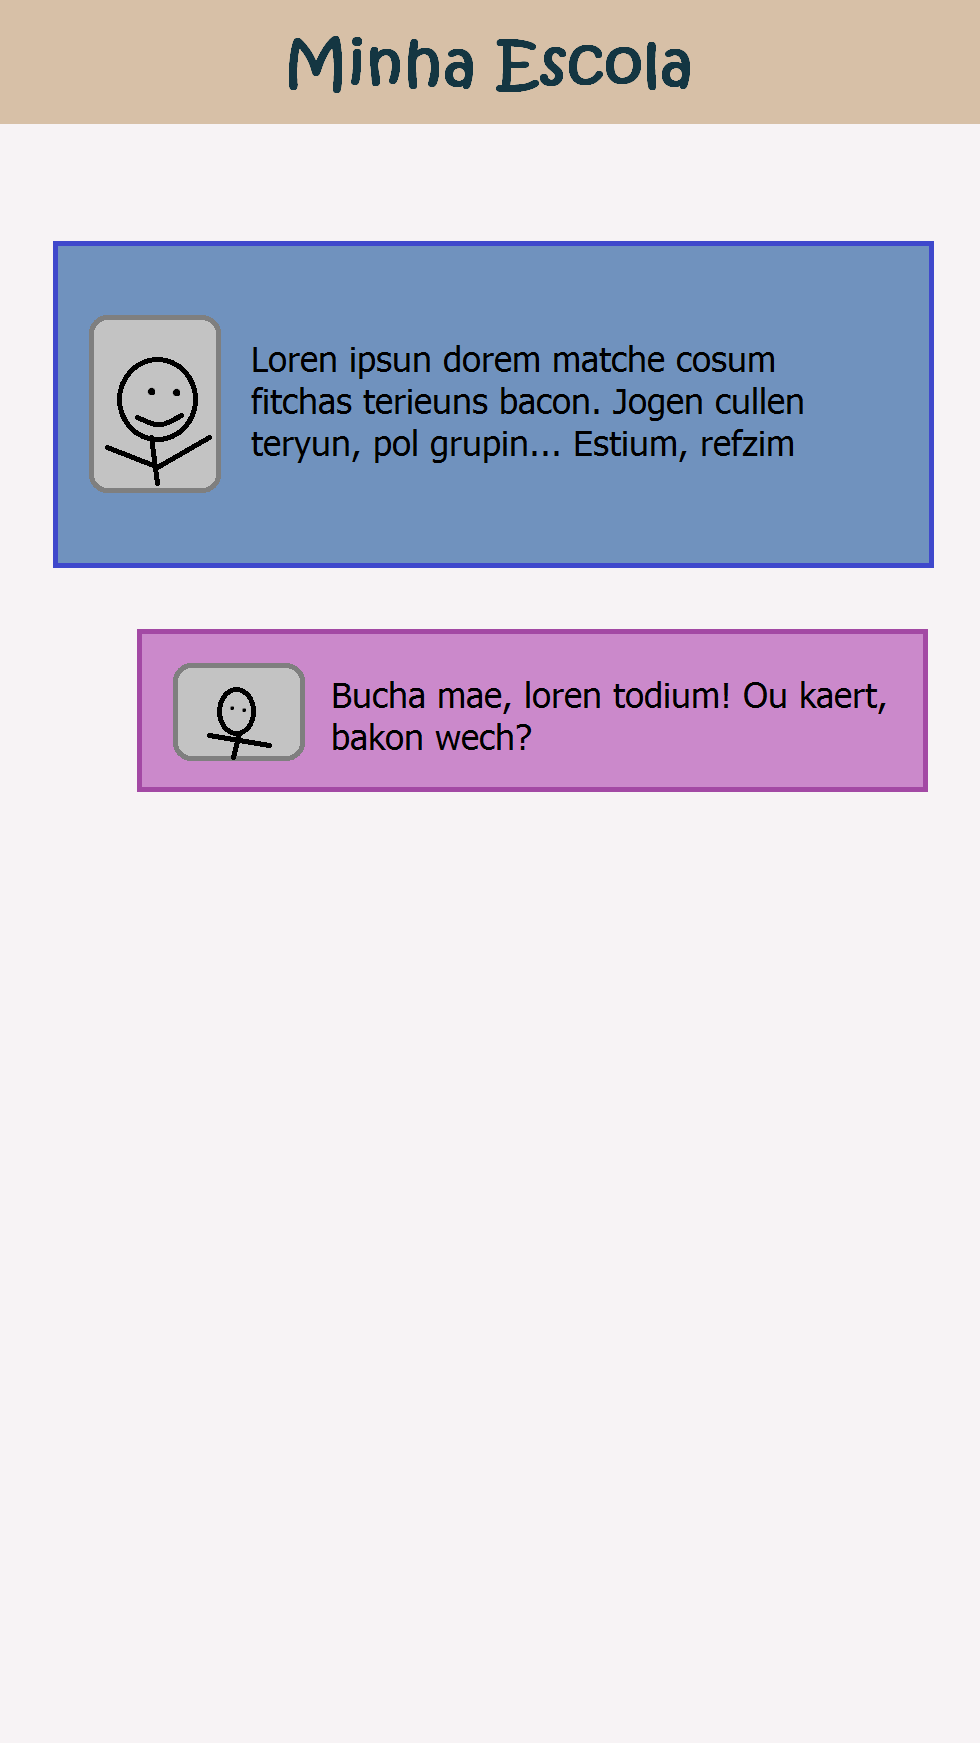 Minha Escola
Loren ipsun dorem matche cosum
fitchas terieuns bacon. Jogen cullen
teryun, pol grupin... Estium, refzim
Bucha mae, loren todium! Ou kaert,
bakon wech?